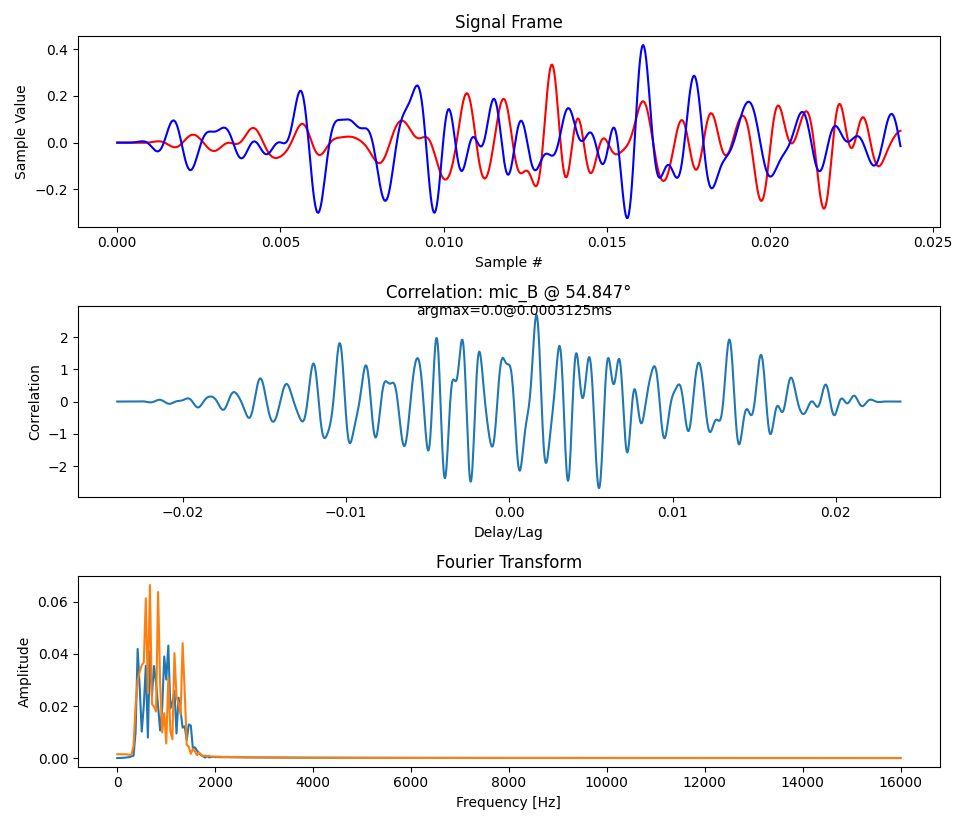 Signal Frame
Sample Value
0.4
0.2
0.0
−0.2
0.000 0.005 0.010 0.015 0.020 0.025
Sample #
Correlation: mic_B @ 54.847°
argmax=0.0@0.0003125ms
Correlation
2
1
0
−1
−2
−0.02 −0.01 0.00 0.01 0.02
Delay/Lag
Fourier Transform
Amplitude
0.06
0.04
0.02
0.00
0 2000 4000 6000 8000 10000 12000 14000 16000
Frequency [Hz]